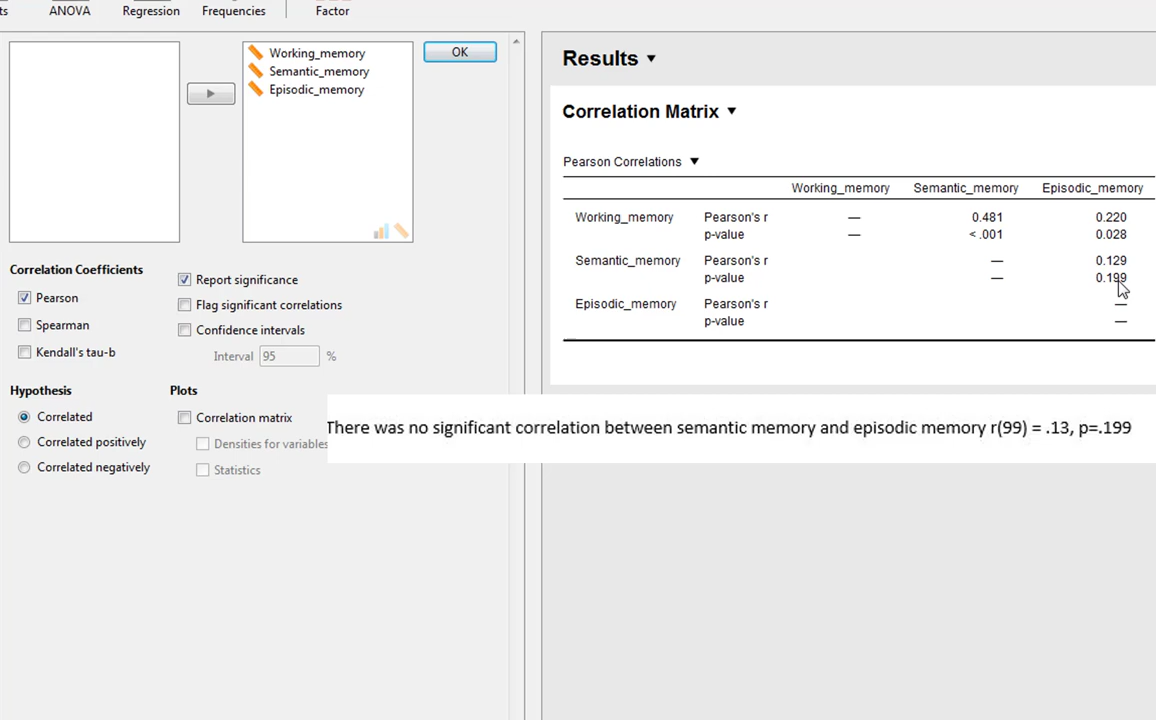 ts ANOVA Regression Frequencies Factor
Working_memory
Semantic_memory
Episodic_memory
OK
Correlation Coefficients
Pearson
Spearman
Kendall's tau-b
Report significance
Flag significant correlations
Confidence intervals
Interval 95 %
Hypothesis
Correlated
Correlated positively
Correlated negatively
Plots
Correlation matrix
Densities for variables
Statistics
Results
Correlation Matrix
Pearson Correlations
Working_memory Semantic_memory Episodic_memory
Working_memory Pearson's r — 0.481 0.220
p-value — < .001 0.028
Semantic_memory Pearson's r — 0.129
p-value — 0.199
Episodic_memory Pearson's r —
p-value —
There was no significant correlation between semantic memory and episodic memory r(99) = .13, p=.199